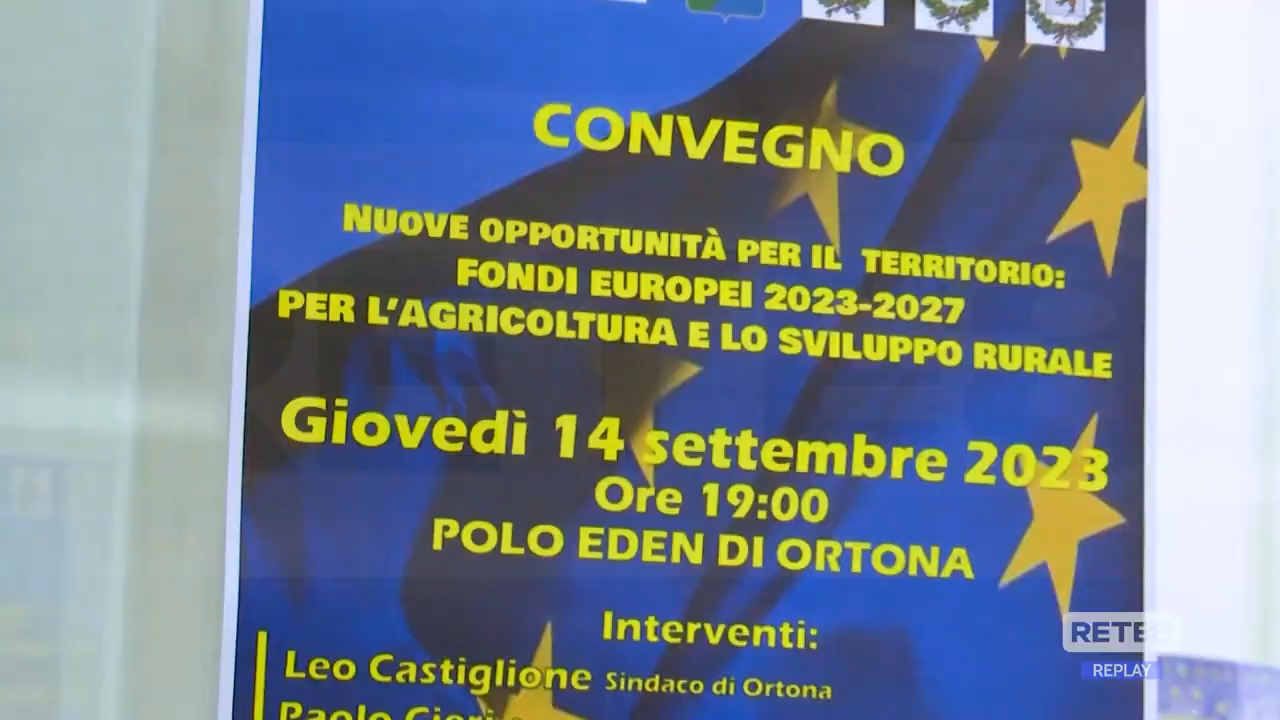 CONVEGNO
NUOVE OPPORTUNITÀ PER IL TERRITORIO:
FONDI EUROPEI 2023-2027
PER L'AGRICOLTURA E LO SVILUPPO RURALE
Giovedì 14 settembre 2023
Ore 19:00
POLO EDEN DI ORTONA
Interventi:
Leo Castiglione Sindaco di Ortona
Paolo
REPLAY